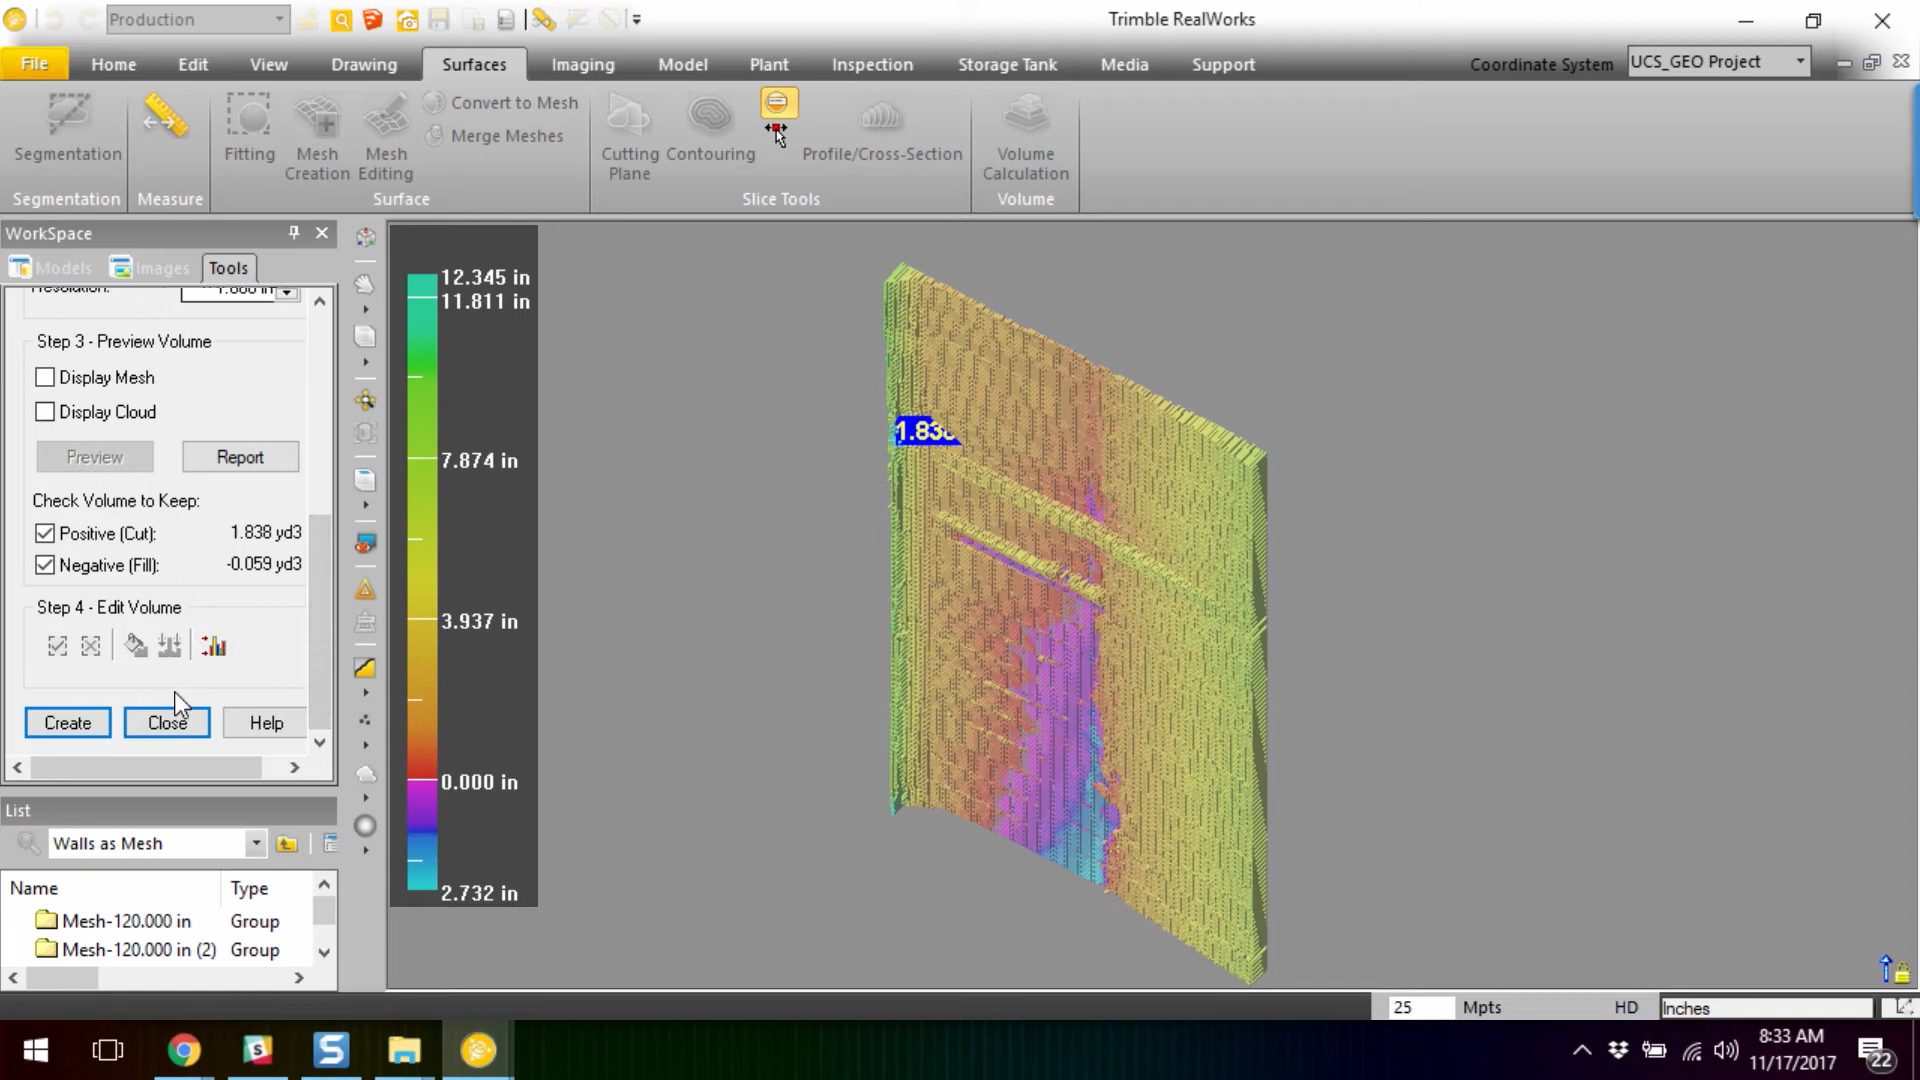 Production
Trimble RealWorks
File
Home
Edit
View
Drawing
Surfaces
Imaging
Model
Plant
Inspection
Storage Tank
Media
Support
Coordinate System
UCS_GEO Project
Segmentation
Segmentation
Measure
Fitting
Mesh
Creation
Mesh
Editing
Convert to Mesh
Merge Meshes
Surface
Cutting
Plane
Contouring
Profile/Cross-Section
Slice Tools
Volume
Calculation
Volume
WorkSpace
Models
Images
Tools
Resolution:
Step 3 - Preview Volume
Display Mesh
Display Cloud
Preview
Report
Check Volume to Keep:
Positive (Cut):
1.838 yd3
Negative (Fill):
-0.059 yd3
Step 4 - Edit Volume
Create
Close
Help
List
Walls as Mesh
Name
Type
Mesh-120.000 in
Group
Mesh-120.000 in (2)
Group
12.345 in
11.811 in
7.874 in
3.937 in
0.000 in
2.732 in
25
Mpts
HD
Inches
8:33 AM
11/17/2017
22